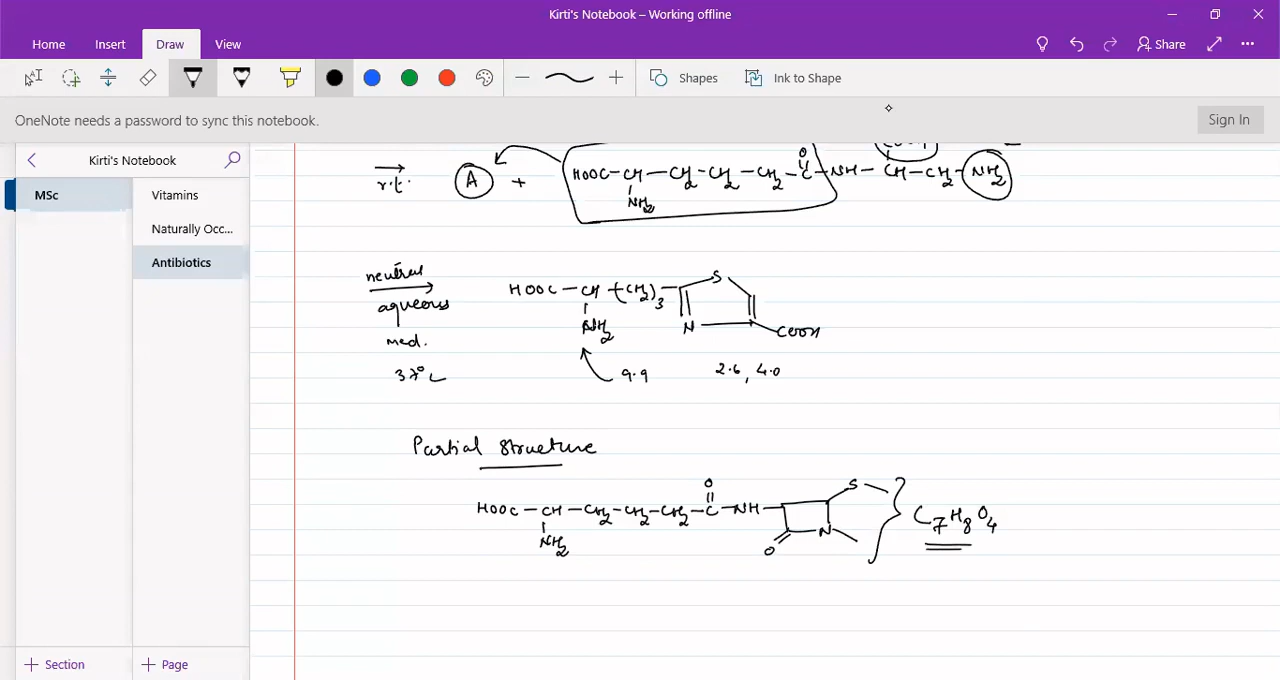 Kirti's Notebook – Working offline
Home Insert Draw View
Share
Shapes
Ink to Shape
OneNote needs a password to sync this notebook.
Sign In
Kirti's Notebook
MSc
Vitamins
Naturally Occ...
Antibiotics
COOH
O
r.t. A + HOOC–CH–CH2–CH2–CH2–C–NH–CH–CH2–NH2
NH2
neutral
aqueous
med.
37°C
S
HOOC–CH–(CH2)3
NH2 N COOH
9.9 2.6, 4.0
Partial Structure
O S
HOOC–CH–CH2–CH2–CH2–C–NH
NH2 O N
C7H8O4
Section
Page